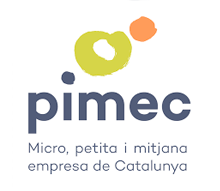 pimec
Micro, petita i mitjana
empresa de Catalunya